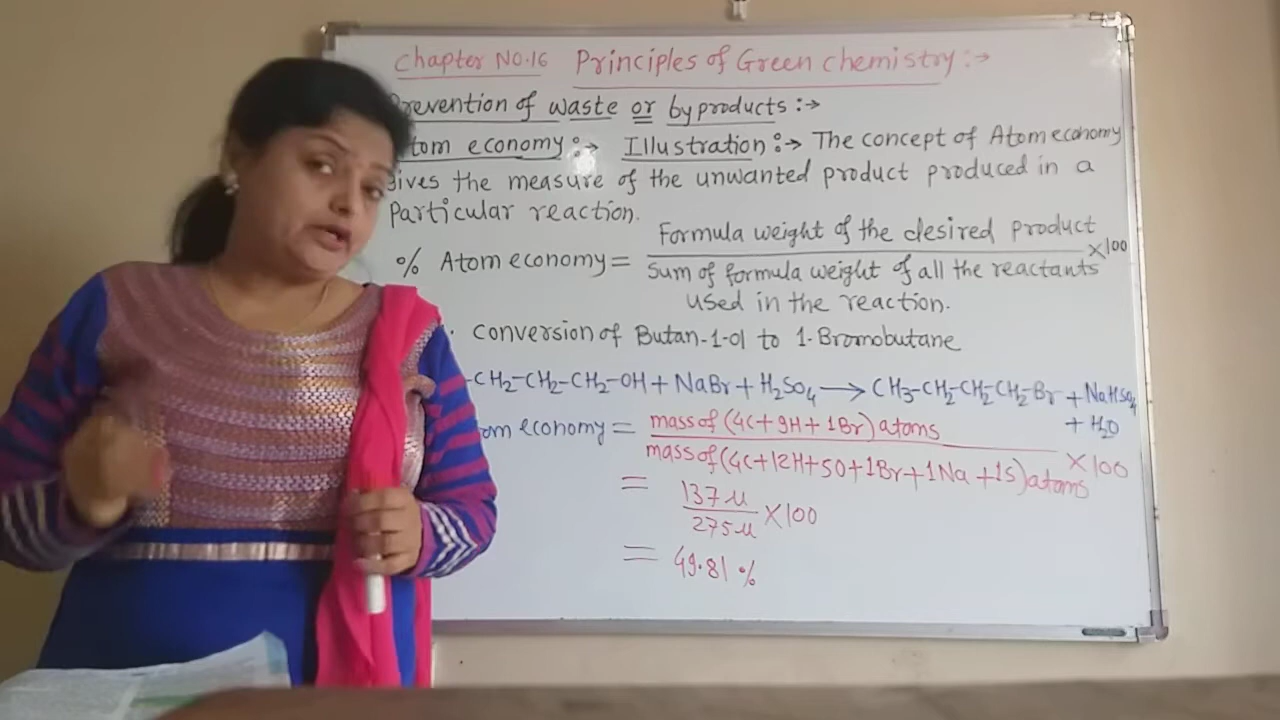 Chapter NO.16 Principles of Green chemistry :→
Prevention of waste or byproducts :→
tom economy :→ Illustration :→ The concept of Atom economy
gives the measure of the unwanted product produced in a
Particular reaction.
% Atom economy = Formula weight of the desired product ×100
Sum of formula weight of all the reactants
used in the reaction.
. Conversion of Butan-1-ol to 1-Bromobutane
-CH2-CH2-CH2-OH + NaBr + H2SO4 → CH3-CH2-CH2-CH2Br + NaHSO4
+ H2O
om economy = mass of (4C+9H+1Br) atoms ×100
mass of (4C+12H+5O+1Br+1Na+1S) atoms
= 137u ×100
275u
= 49.81 %